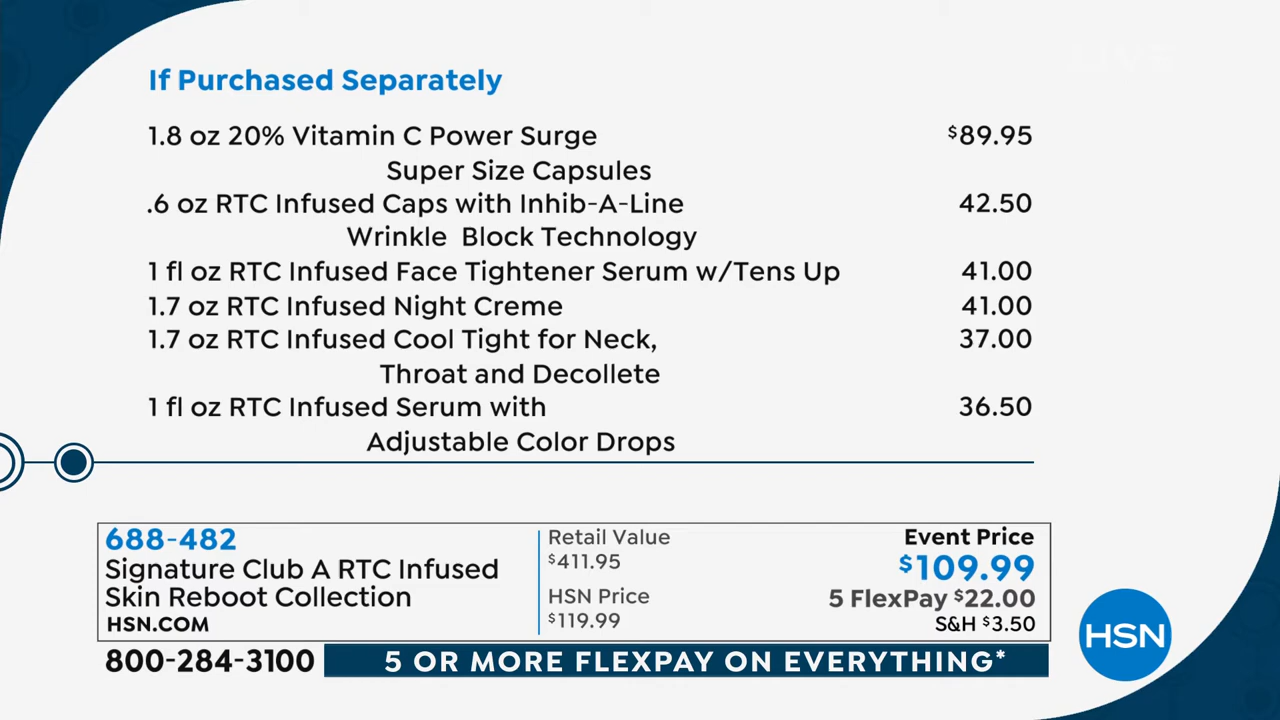 If Purchased Separately
1.8 oz 20% Vitamin C Power Surge $89.95
Super Size Capsules
.6 oz RTC Infused Caps with Inhib-A-Line 42.50
Wrinkle Block Technology
1 fl oz RTC Infused Face Tightener Serum w/Tens Up 41.00
1.7 oz RTC Infused Night Creme 41.00
1.7 oz RTC Infused Cool Tight for Neck, 37.00
Throat and Decollete
1 fl oz RTC Infused Serum with 36.50
Adjustable Color Drops
688-482
Signature Club A RTC Infused
Skin Reboot Collection
HSN.COM
Retail Value
$411.95
HSN Price
$119.99
Event Price
$109.99
5 FlexPay $22.00
S&H $3.50
HSN
800-284-3100
5 OR MORE FLEXPAY ON EVERYTHING*